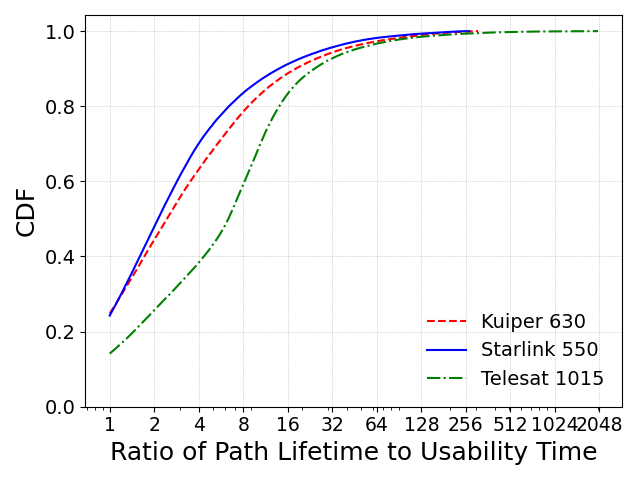 1.0
0.8
0.6
0.4
0.2
0.0
CDF
Kuiper 630
Starlink 550
Telesat 1015
1 2 4 8 16 32 64 128 256 512 1024 2048
Ratio of Path Lifetime to Usability Time